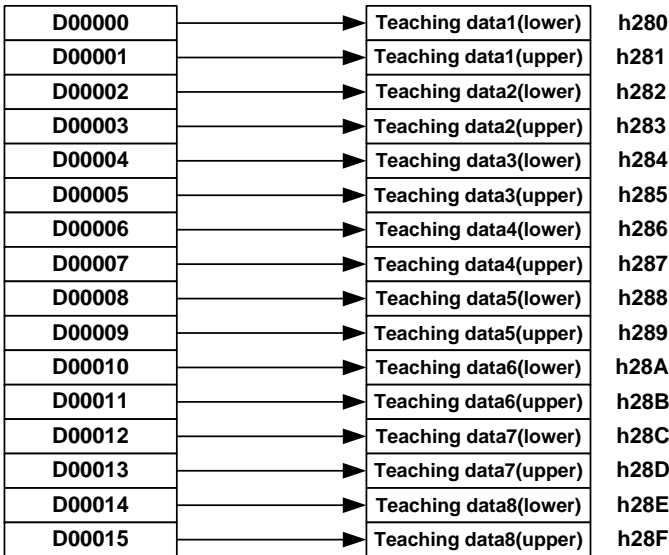 D00000 Teaching data1(lower) h280
D00001 Teaching data1(upper) h281
D00002 Teaching data2(lower) h282
D00003 Teaching data2(upper) h283
D00004 Teaching data3(lower) h284
D00005 Teaching data3(upper) h285
D00006 Teaching data4(lower) h286
D00007 Teaching data4(upper) h287
D00008 Teaching data5(lower) h288
D00009 Teaching data5(upper) h289
D00010 Teaching data6(lower) h28A
D00011 Teaching data6(upper) h28B
D00012 Teaching data7(lower) h28C
D00013 Teaching data7(upper) h28D
D00014 Teaching data8(lower) h28E
D00015 Teaching data8(upper) h28F